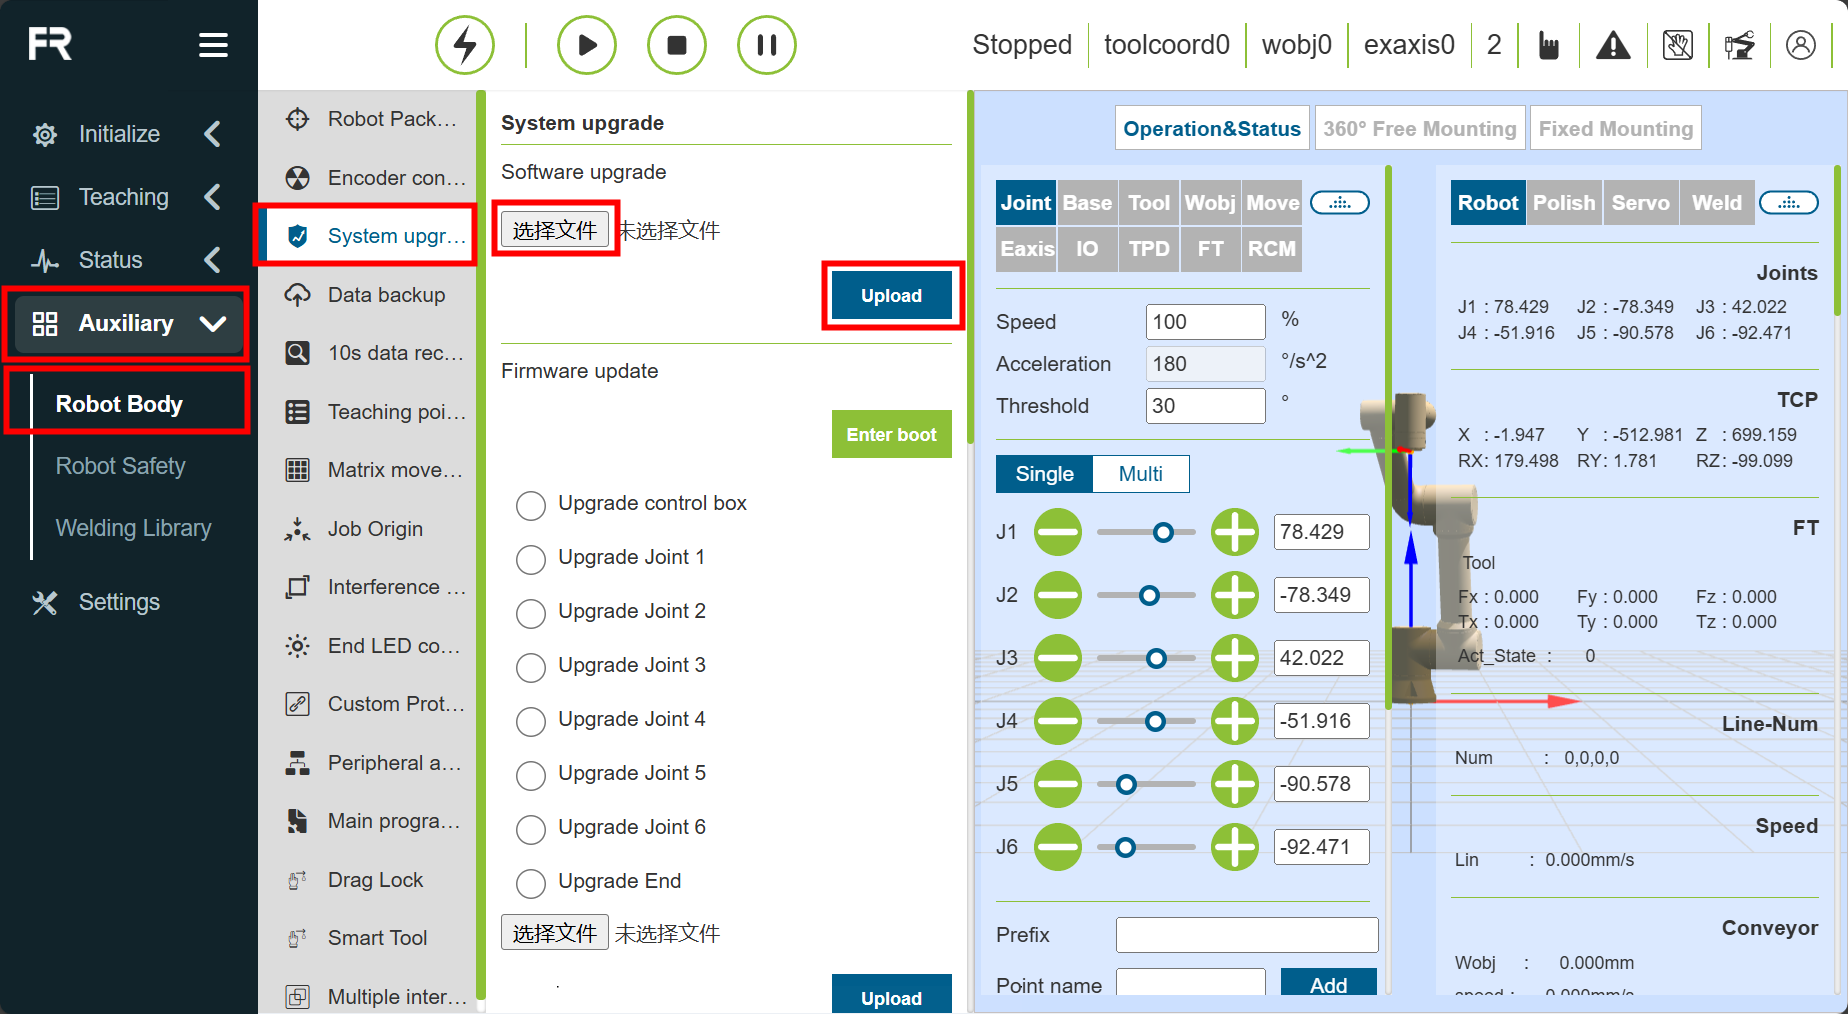 FR
Stopped
toolcoord0
wobj0
exaxis0
2
Initialize
Teaching
Status
Auxiliary
Robot Body
Robot Safety
Welding Library
Settings
Robot Pack...
Encoder con...
System upgr...
Data backup
10s data rec...
Teaching poi...
Matrix move...
Job Origin
Interference ...
End LED co...
Custom Prot...
Peripheral a...
Main progra...
Drag Lock
Smart Tool
Multiple inter...
System upgrade
Software upgrade
选择文件 未选择文件
Upload
Firmware update
Enter boot
Upgrade control box
Upgrade Joint 1
Upgrade Joint 2
Upgrade Joint 3
Upgrade Joint 4
Upgrade Joint 5
Upgrade Joint 6
Upgrade End
选择文件 未选择文件
Upload
Operation&Status
360° Free Mounting
Fixed Mounting
Joint Base Tool Wobj Move
Eaxis IO TPD FT RCM
Speed 100 %
Acceleration 180 °/s^2
Threshold 30 °
Single Multi
J1 78.429
J2 -78.349
J3 42.022
J4 -51.916
J5 -90.578
J6 -92.471
Prefix
Point name Add
Robot Polish Servo Weld
Joints
J1 : 78.429 J2 : -78.349 J3 : 42.022
J4 : -51.916 J5 : -90.578 J6 : -92.471
TCP
X : -1.947 Y : -512.981 Z : 699.159
RX: 179.498 RY: 1.781 RZ: -99.099
FT
Tool
Fx : 0.000 Fy : 0.000 Fz : 0.000
Tx : 0.000 Ty : 0.000 Tz : 0.000
Act_State : 0
Line-Num
Num : 0,0,0,0
Speed
Lin : 0.000mm/s
Conveyor
Wobj : 0.000mm
speed : 0.000mm/s